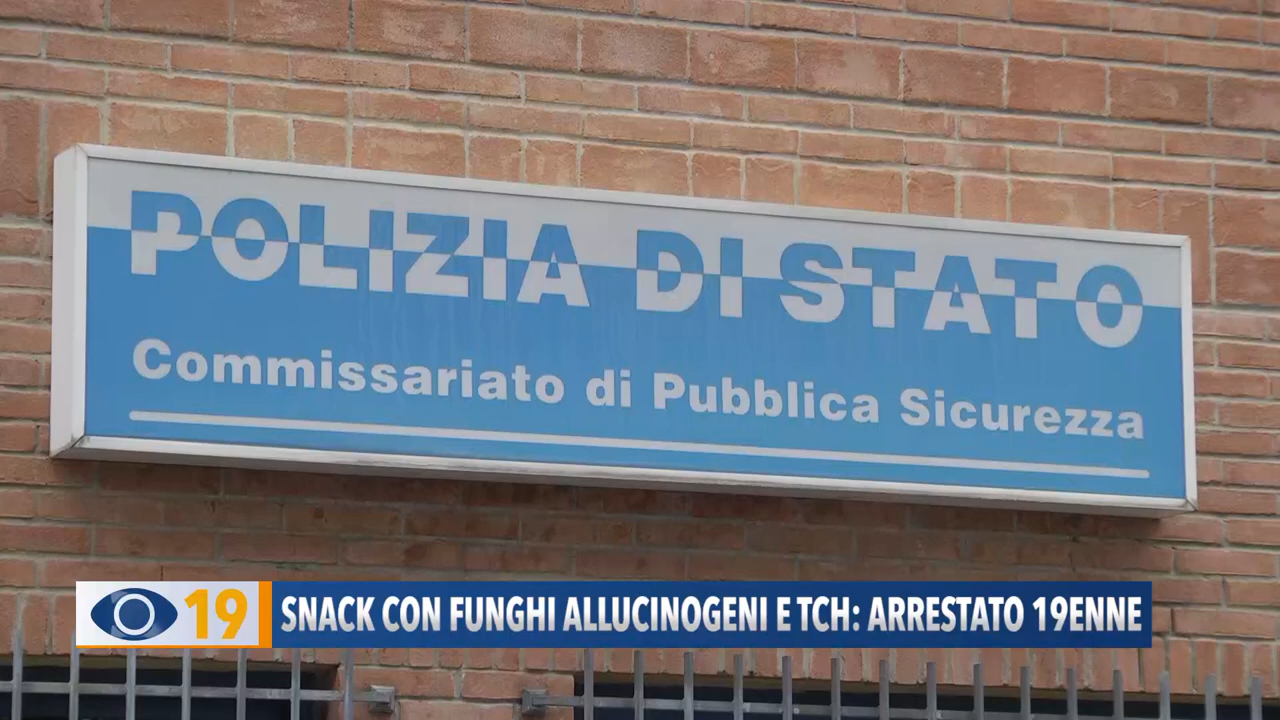 POLIZIA DI STATO
Commissariato di Pubblica Sicurezza
19
SNACK CON FUNGHI ALLUCINOGENI E TCH: ARRESTATO 19ENNE